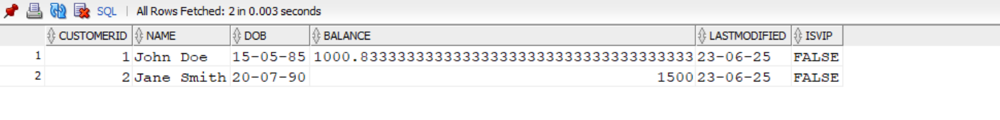 SQL | All Rows Fetched: 2 in 0.003 seconds
CUSTOMERID NAME DOB BALANCE LASTMODIFIED ISVIP
1 1 John Doe 15-05-85 1000.83333333333333333333333333333333333333 23-06-25 FALSE
2 2 Jane Smith 20-07-90 1500 23-06-25 FALSE